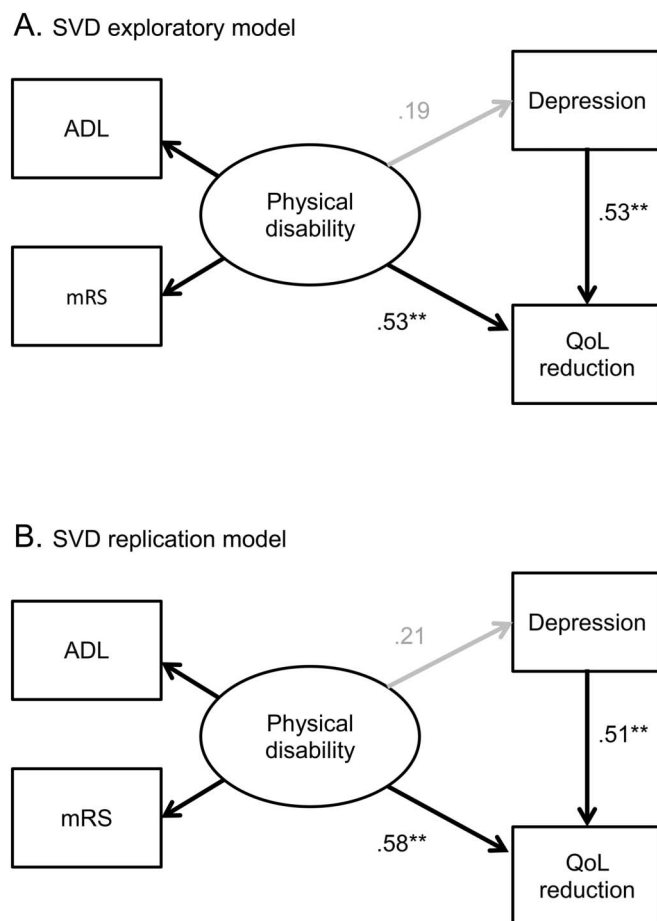 A. SVD exploratory model
ADL
.19
Depression
Physical
disability
.53**
mRS
.53**
QoL
reduction
B. SVD replication model
ADL
.21
Depression
Physical
disability
.51**
mRS
.58**
QoL
reduction